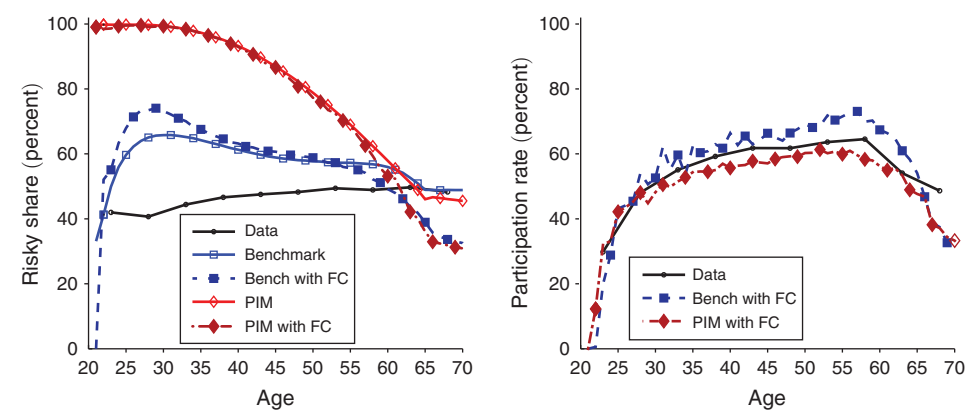 Risky share (percent)
100
80
60
40
20
0
Data
Benchmark
Bench with FC
PIM
PIM with FC
20 25 30 35 40 45 50 55 60 65 70
Age
Participation rate (percent)
100
80
60
40
20
0
Data
Bench with FC
PIM with FC
20 25 30 35 40 45 50 55 60 65 70
Age